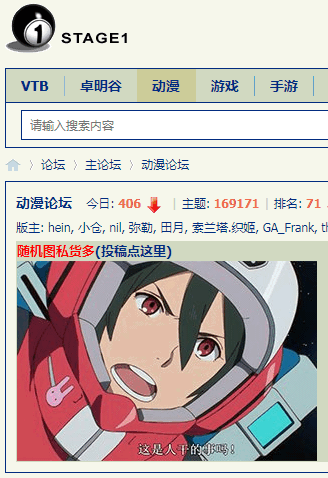 1 STAGE1
VTB 卓明谷 动漫 游戏 手游
请输入搜索内容
论坛 主论坛 动漫论坛
动漫论坛 今日: 406 主题: 169171 排名: 71
版主: hein, 小仓, nil, 弥勒, 田月, 素兰塔.织姬, GA_Frank, th
随机图私货多(投稿点这里)
这是人干的事吗!